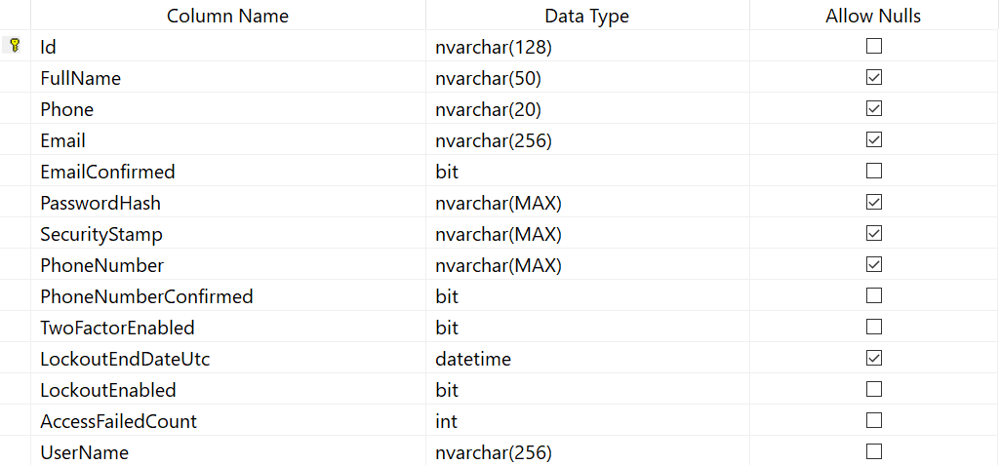 Column Name Data Type Allow Nulls
Id nvarchar(128)
FullName nvarchar(50)
Phone nvarchar(20)
Email nvarchar(256)
EmailConfirmed bit
PasswordHash nvarchar(MAX)
SecurityStamp nvarchar(MAX)
PhoneNumber nvarchar(MAX)
PhoneNumberConfirmed bit
TwoFactorEnabled bit
LockoutEndDateUtc datetime
LockoutEnabled bit
AccessFailedCount int
UserName nvarchar(256)